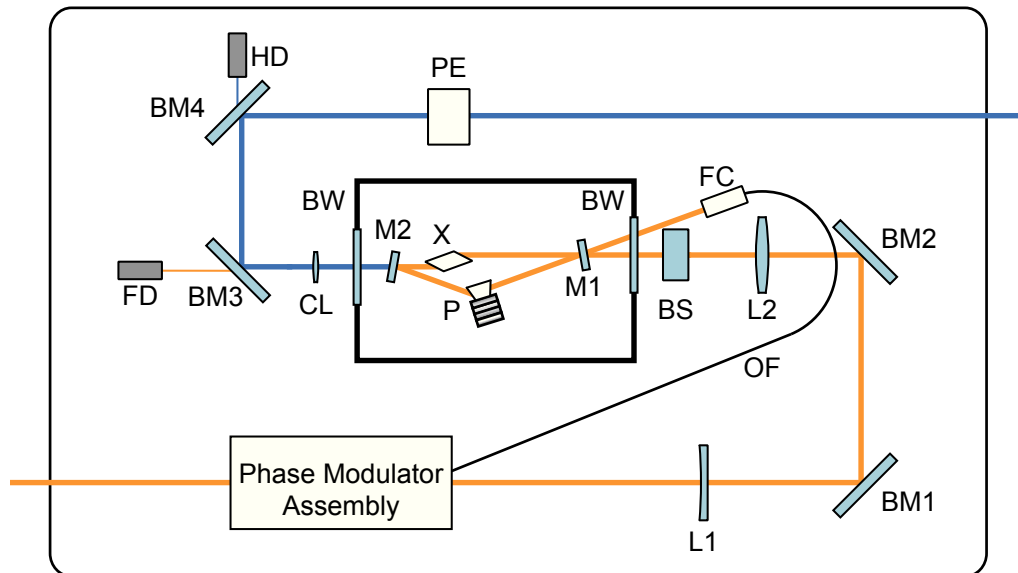 HD
PE
BM4
FC
BW
BW
M2
X
BM2
FD
BM3
CL
P
M1
BS
L2
OF
Phase Modulator
Assembly
BM1
L1